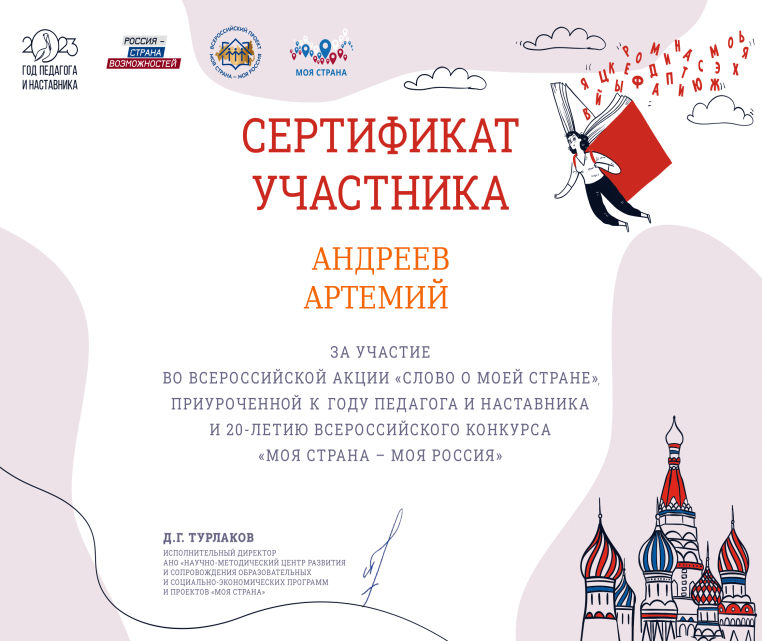 2023
ГОД ПЕДАГОГА
И НАСТАВНИКА
РОССИЯ –
СТРАНА
ВОЗМОЖНОСТЕЙ
ВСЕРОССИЙСКИЙ ПРОЕКТ
МОЯ СТРАНА – МОЯ РОССИЯ
МОЯ СТРАНА
СЕРТИФИКАТ
УЧАСТНИКА
АНДРЕЕВ
АРТЕМИЙ
ЗА УЧАСТИЕ
ВО ВСЕРОССИЙСКОЙ АКЦИИ «СЛОВО О МОЕЙ СТРАНЕ»,
ПРИУРОЧЕННОЙ К ГОДУ ПЕДАГОГА И НАСТАВНИКА
И 20-ЛЕТИЮ ВСЕРОССИЙСКОГО КОНКУРСА
«МОЯ СТРАНА – МОЯ РОССИЯ»
Д.Г. ТУРЛАКОВ
ИСПОЛНИТЕЛЬНЫЙ ДИРЕКТОР
АНО «НАУЧНО-МЕТОДИЧЕСКИЙ ЦЕНТР РАЗВИТИЯ
И СОПРОВОЖДЕНИЯ ОБРАЗОВАТЕЛЬНЫХ
И СОЦИАЛЬНО-ЭКОНОМИЧЕСКИХ ПРОГРАММ
И ПРОЕКТОВ «МОЯ СТРАНА»